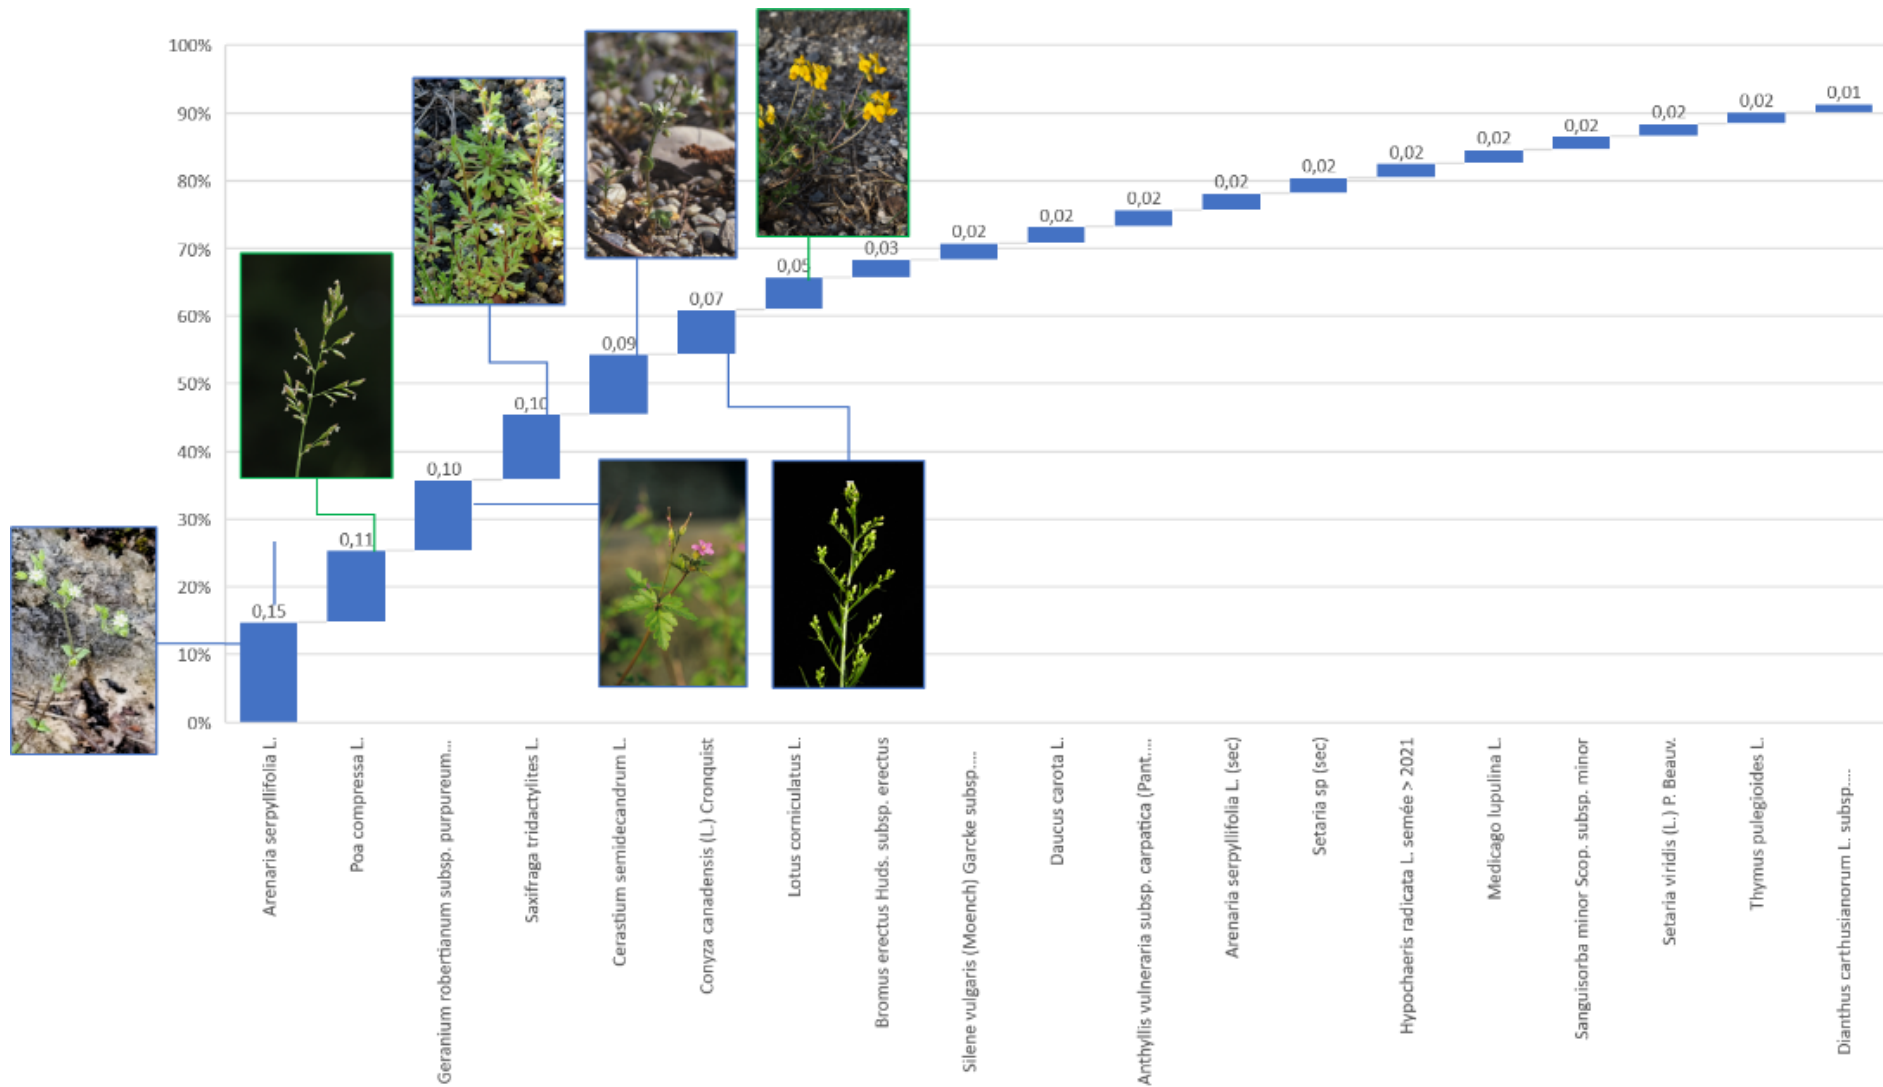 100%
90%
80%
70%
60%
50%
40%
30%
20%
10%
0%
0,15
0,11
0,10
0,10
0,09
0,07
0,05
0,03
0,02
0,02
0,02
0,02
0,02
0,02
0,02
0,02
0,02
0,02
0,01
Arenaria serpyllifolia L.
Poa compressa L.
Geranium robertianum subsp. purpureum...
Saxifraga tridactylites L.
Cerastium semidecandrum L.
Conyza canadensis (L.) Cronquist
Lotus corniculatus L.
Bromus erectus Huds. subsp. erectus
Silene vulgaris (Moench) Garcke subsp....
Daucus carota L.
Anthyllis vulneraria subsp. carpatica (Pant....
Arenaria serpyllifolia L. (sec)
Setaria sp (sec)
Hypochaeris radicata L. semée > 2021
Medicago lupulina L.
Sanguisorba minor Scop. subsp. minor
Setaria viridis (L.) P. Beauv.
Thymus pulegioides L.
Dianthus carthusianorum L. subsp....